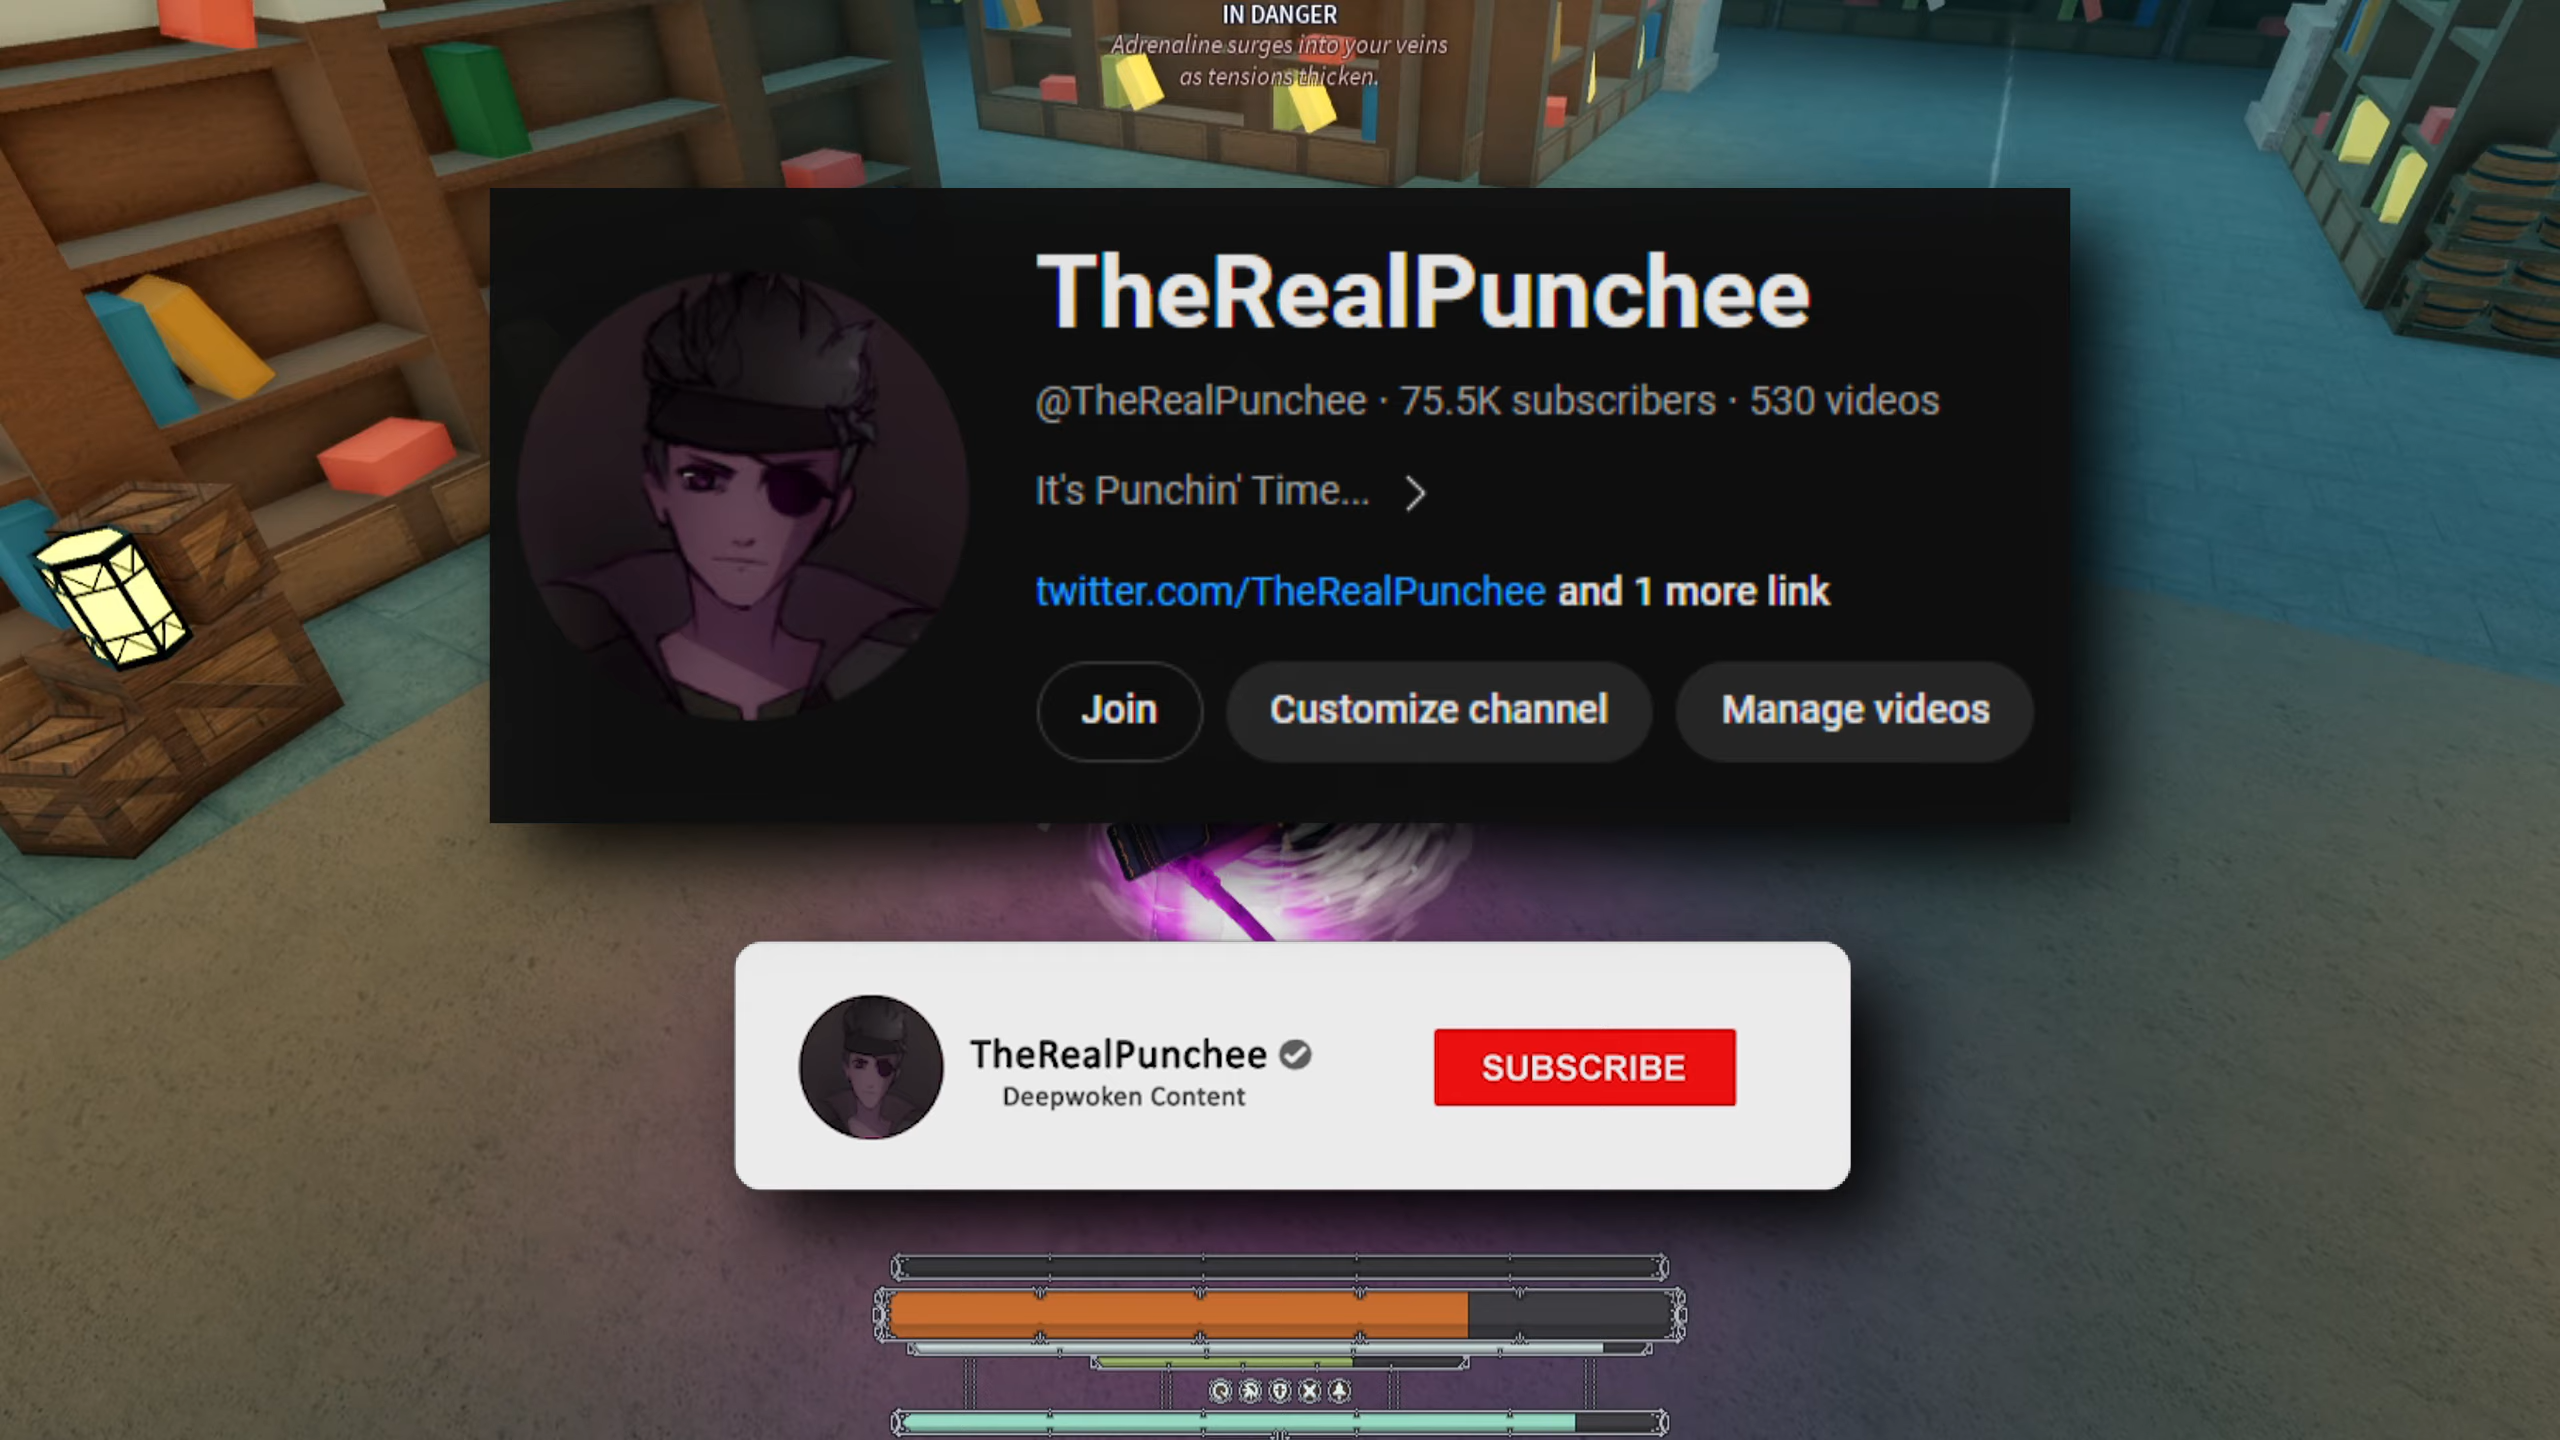 IN DANGER
Adrenaline surges into your veins
as tensions thicken.
TheRealPunchee
@TheRealPunchee · 75.5K subscribers · 530 videos
It's Punchin' Time...
twitter.com/TheRealPunchee and 1 more link
Join Customize channel Manage videos
TheRealPunchee
Deepwoken Content
SUBSCRIBE